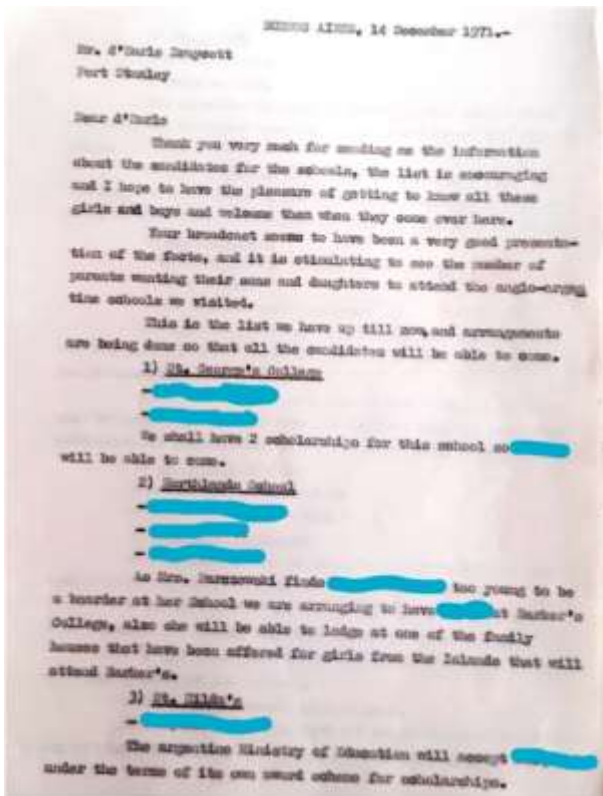 BUENOS AIRES, 14 December 1971.-
Mr. d'Daris
Port Stanley
Dear d'Daris
Thank you very much for sending me the information
about the candidates for the schools, the list is encouraging
and I hope to have the pleasure of getting to know all these
girls and boys and welcome them when they come over here.
Your broadcast seems to have been a very good presenta-
tion of the facts, and it is stimulating to see the number of
parents wanting their sons and daughters to attend the anglo-argen
tine schools we visited.
This is the list we have up till now, and arrangements
are being done so that all the candidates will be able to come.
1) St. George's College
-
-
We shall have 2 scholarships for this school so
will be able to come.
2) Northlands School
-
-
-
As Mrs. finds too young to be
a boarder at her School we are arranging to have at Barker's
College, also she will be able to lodge at one of the family
houses that have been offered for girls from the Islands that will
attend Barker's.
3) St. Hilda's
-
The argentine Ministry of Education will accept
under the terms of its own award scheme for scholarships.